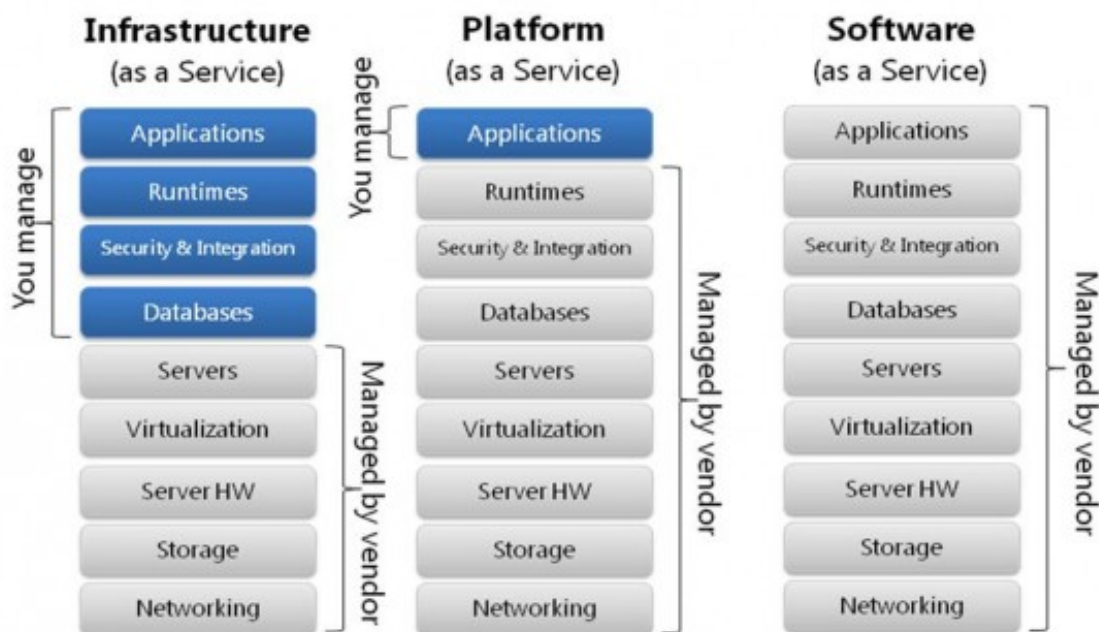 Infrastructure
(as a Service)
You manage
Applications
Runtimes
Security & Integration
Databases
Servers
Virtualization
Server HW
Storage
Networking
Managed by vendor
Platform
(as a Service)
You manage
Applications
Runtimes
Security & Integration
Databases
Servers
Virtualization
Server HW
Storage
Networking
Managed by vendor
Software
(as a Service)
Applications
Runtimes
Security & Integration
Databases
Servers
Virtualization
Server HW
Storage
Networking
Managed by vendor